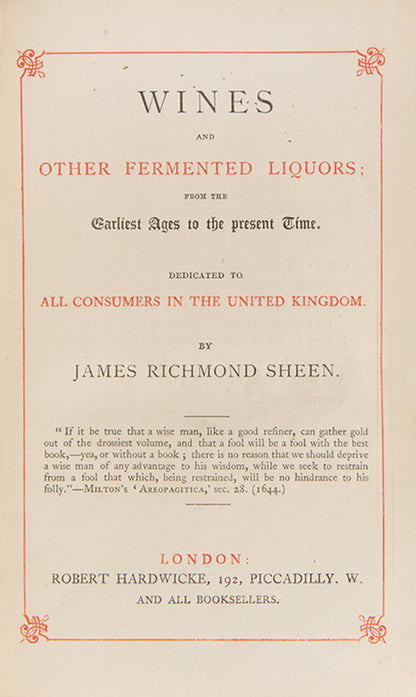 WINES
AND
OTHER FERMENTED LIQUORS;
FROM THE
Earliest Ages to the present Time.
DEDICATED TO
ALL CONSUMERS IN THE UNITED KINGDOM.
BY
JAMES RICHMOND SHEEN.
“ If it be true that a wise man, like a good refiner, can gather gold
out of the drossiest volume, and that a fool will be a fool with the best
book,—yea, or without a book ; there is no reason that we should deprive
a wise man of any advantage to his wisdom, while we seek to restrain
from a fool that which, being restrained, will be no hindrance to his
folly.”—MILTON'S ‘ AREOPAGITICA,’ sec. 28. (1644.)
LONDON:
ROBERT HARDWICKE, 192, PICCADILLY. W.
AND ALL BOOKSELLERS.